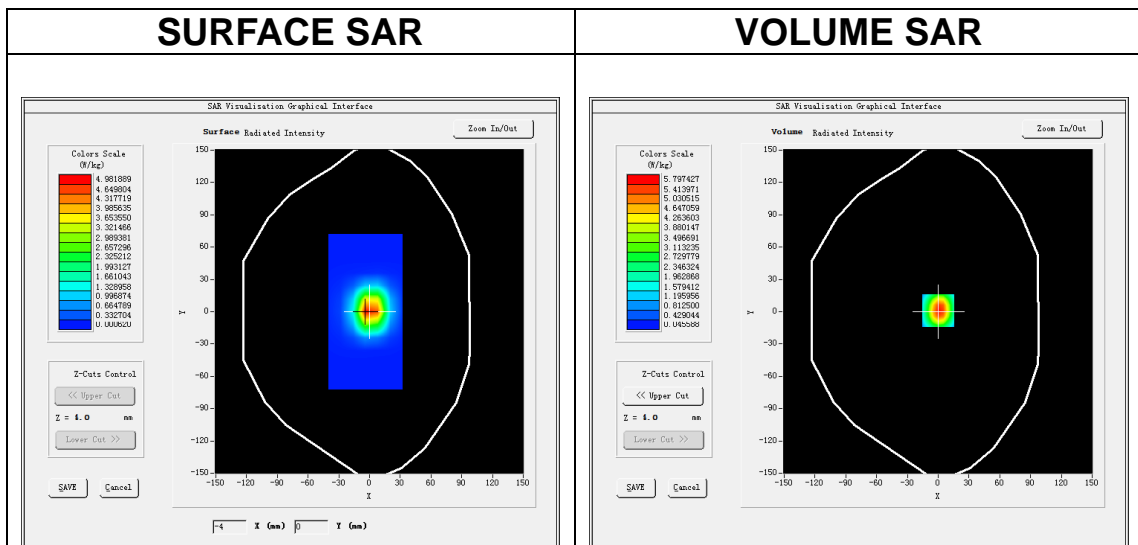 SURFACE SAR
VOLUME SAR
SAR Visualisation Graphical Interface
Surface Radiated Intensity
Zoom In/Out
Colors Scale
(W/kg)
4.981889
4.649804
4.317719
3.985635
3.653550
3.321466
2.989381
2.657296
2.325212
1.993127
1.661043
1.328958
0.996874
0.664789
0.332704
0.000620
Z-Cuts Control
<< Upper Cut
Z = 4.0 mm
Lower Cut >>
SAVE
Cancel
150
120
90
60
30
0
-30
-60
-90
-120
-150
Y
-150 -120 -90 -60 -30 0 30 60 90 120 150
X
-4 X (mm) 0 Y (mm)
SAR Visualisation Graphical Interface
Volume Radiated Intensity
Zoom In/Out
Colors Scale
(W/kg)
5.797427
5.413971
5.030515
4.647059
4.263603
3.880147
3.496691
3.113235
2.729779
2.346324
1.962868
1.579412
1.195956
0.812500
0.429044
0.045588
Z-Cuts Control
<< Upper Cut
Z = 4.0 mm
Lower Cut >>
SAVE
Cancel
150
120
90
60
30
0
-30
-60
-90
-120
-150
Y
-150 -120 -90 -60 -30 0 30 60 90 120 150
X